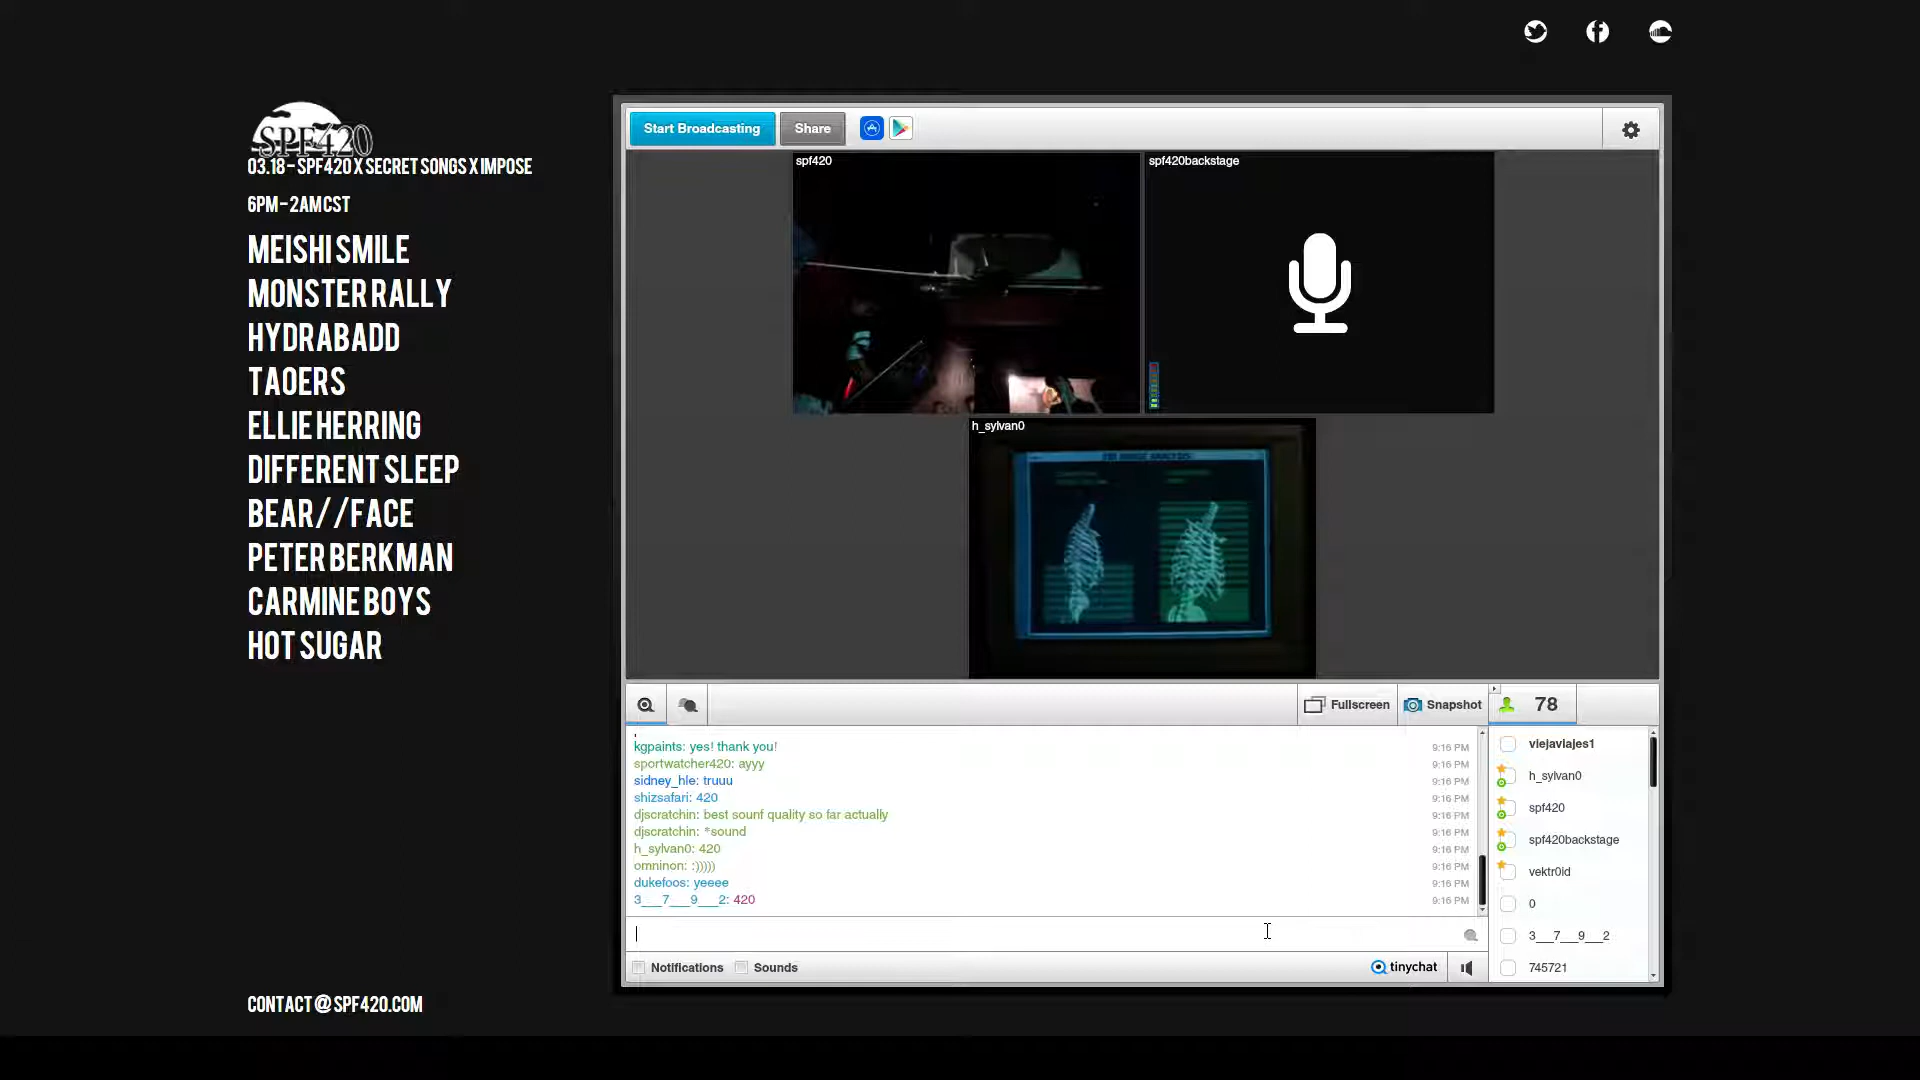 SPF420
03.18 - SPF420 X SECRET SONGS X IMPOSE
6PM - 2AM CST
MEISHI SMILE
MONSTER RALLY
HYDRABADD
TAOERS
ELLIE HERRING
DIFFERENT SLEEP
BEAR//FACE
PETER BERKMAN
CARMINE BOYS
HOT SUGAR
CONTACT@SPF420.COM
Start Broadcasting
Share
spf420
spf420backstage
h_sylvan0
Fullscreen
Snapshot
78
kgpaints: yes! thank you! 9:16 PM
sportwatcher420: ayyy 9:16 PM
sidney_hle: truuu 9:16 PM
shizsafari: 420 9:16 PM
djscratchin: best sounf quality so far actually 9:16 PM
djscratchin: *sound 9:16 PM
h_sylvan0: 420 9:16 PM
omninon: :))))) 9:16 PM
dukefoos: yeeee 9:16 PM
3___7___9___2: 420 9:16 PM
viejaviajes1
h_sylvan0
spf420
spf420backstage
vektr0id
0
3___7___9___2
745721
Notifications
Sounds
tinychat